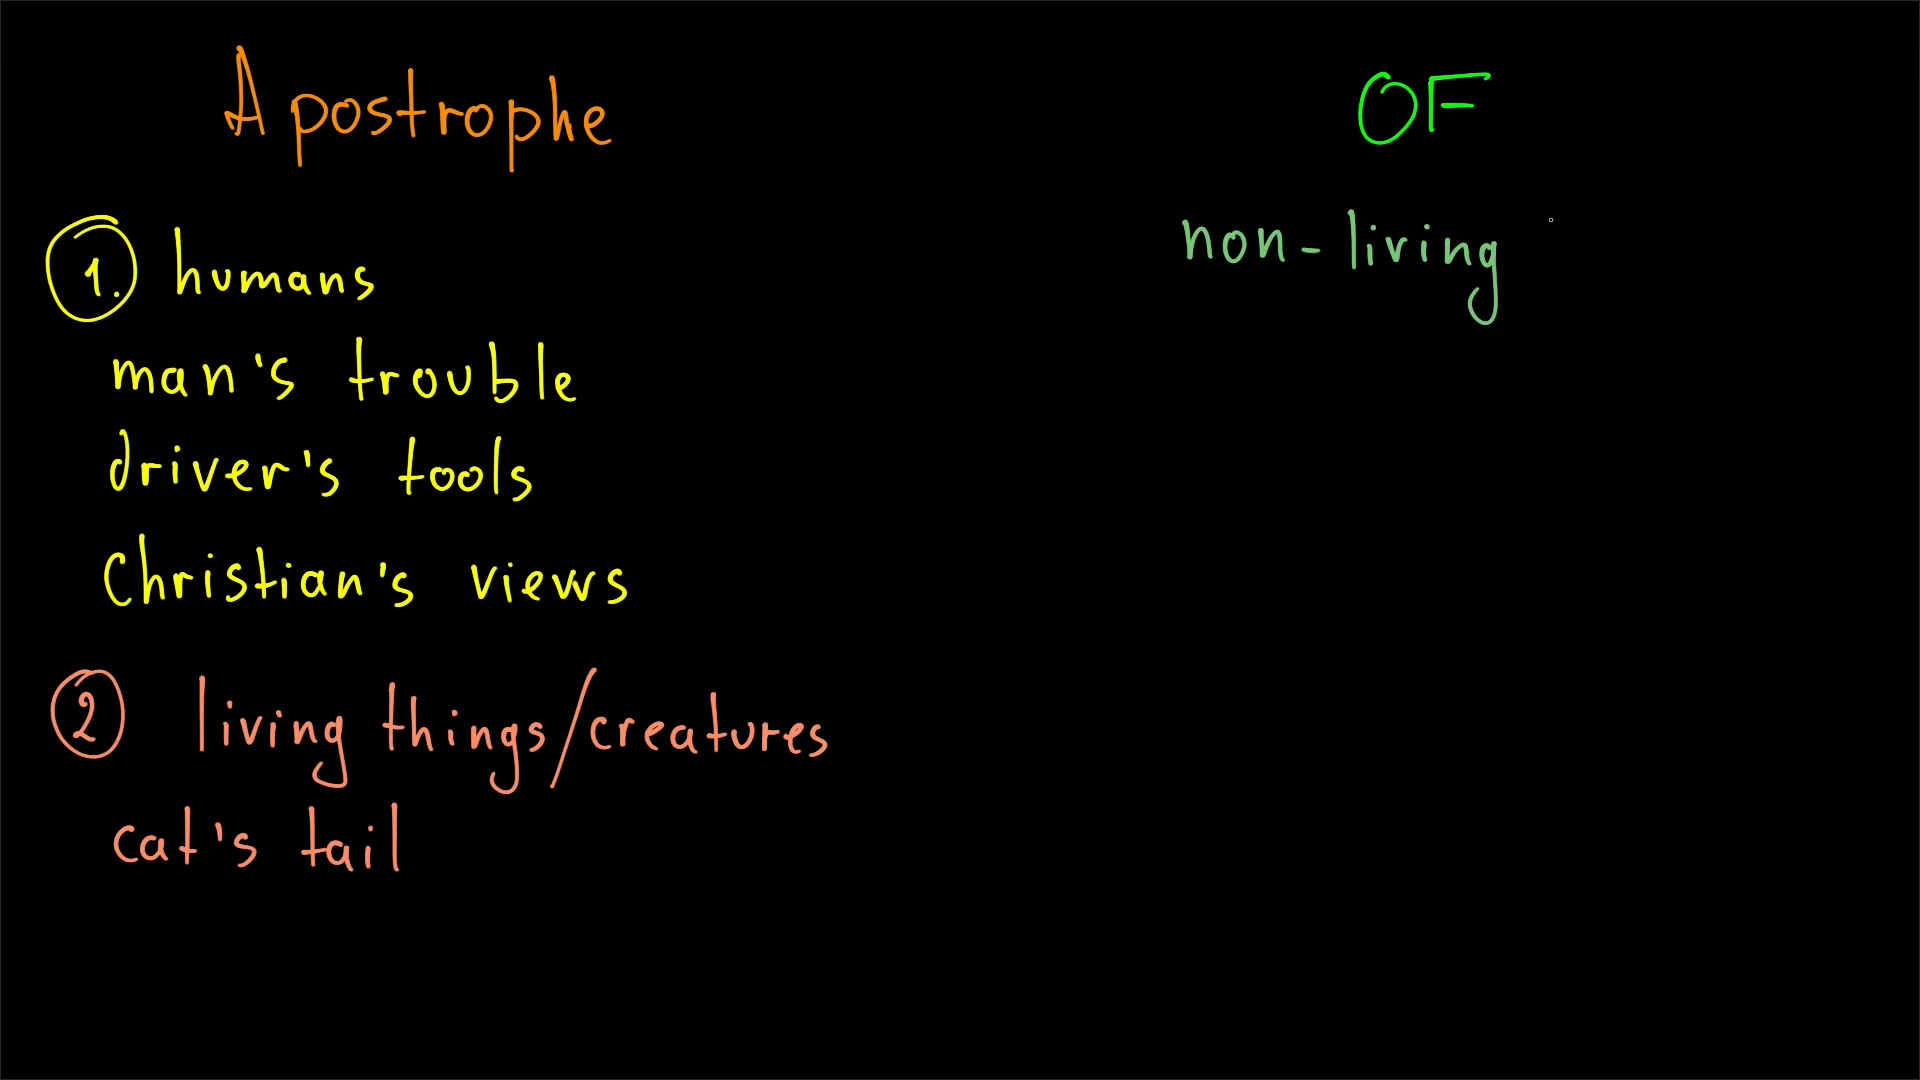 Apostrophe
1. humans
man's trouble
driver's tools
Christian's views
2 living things/creatures
cat's tail
OF
non-living